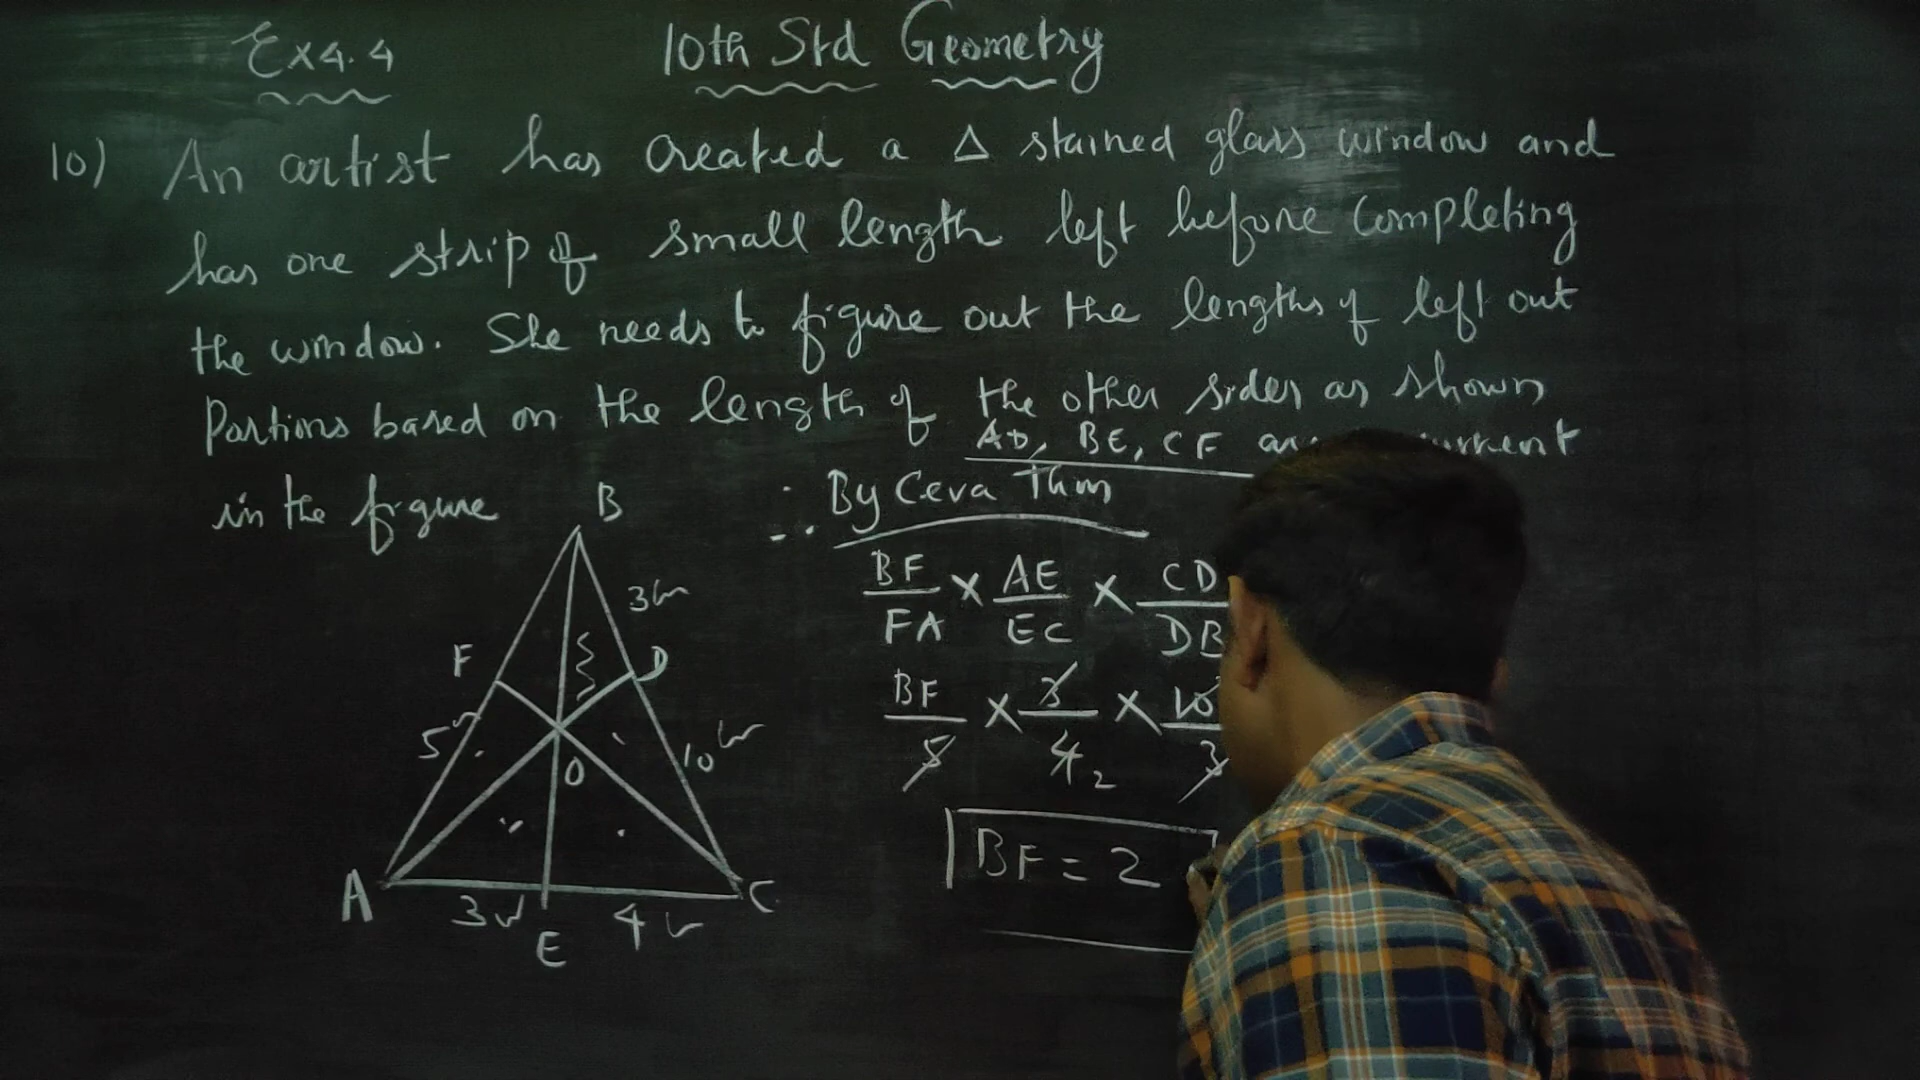 Ex 4.4
10th Std Geometry
10) An artist has created a Δ stained glass window and
has one strip of small length left before completing
the window. She needs to figure out the lengths of left out
Portions based on the length of the other sides as shown
in the figure
AD, BE, CF
∴ By Ceva Thm
BF/FA × AE/EC × CD/DB
BF/5 × 3/4 × 10/3
2
BF = 2
B
3
F
D
5
10
O
A
3
E
4
C